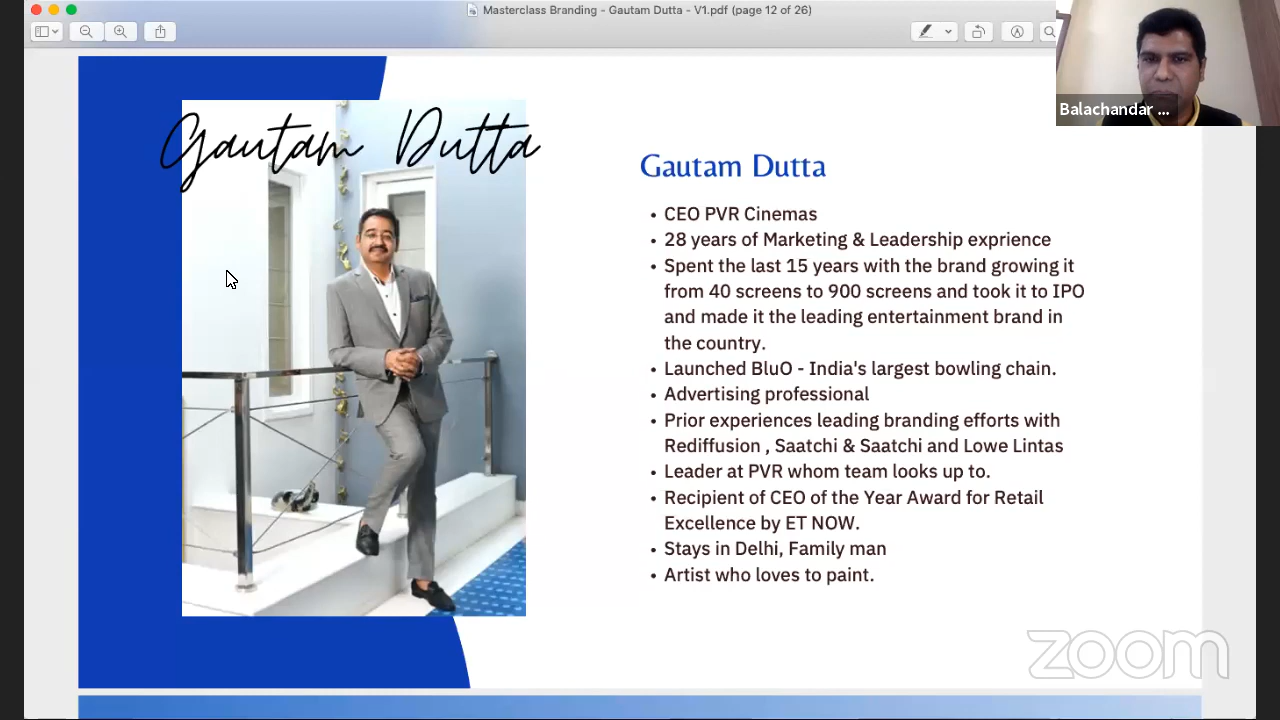 Masterclass Branding - Gautam Dutta - V1.pdf (page 12 of 26)
Balachandar ...
Gautam Dutta
Gautam Dutta
• CEO PVR Cinemas
• 28 years of Marketing & Leadership exprience
• Spent the last 15 years with the brand growing it
from 40 screens to 900 screens and took it to IPO
and made it the leading entertainment brand in
the country.
• Launched BluO - India's largest bowling chain.
• Advertising professional
• Prior experiences leading branding efforts with
Rediffusion , Saatchi & Saatchi and Lowe Lintas
• Leader at PVR whom team looks up to.
• Recipient of CEO of the Year Award for Retail
Excellence by ET NOW.
• Stays in Delhi, Family man
• Artist who loves to paint.
zoom